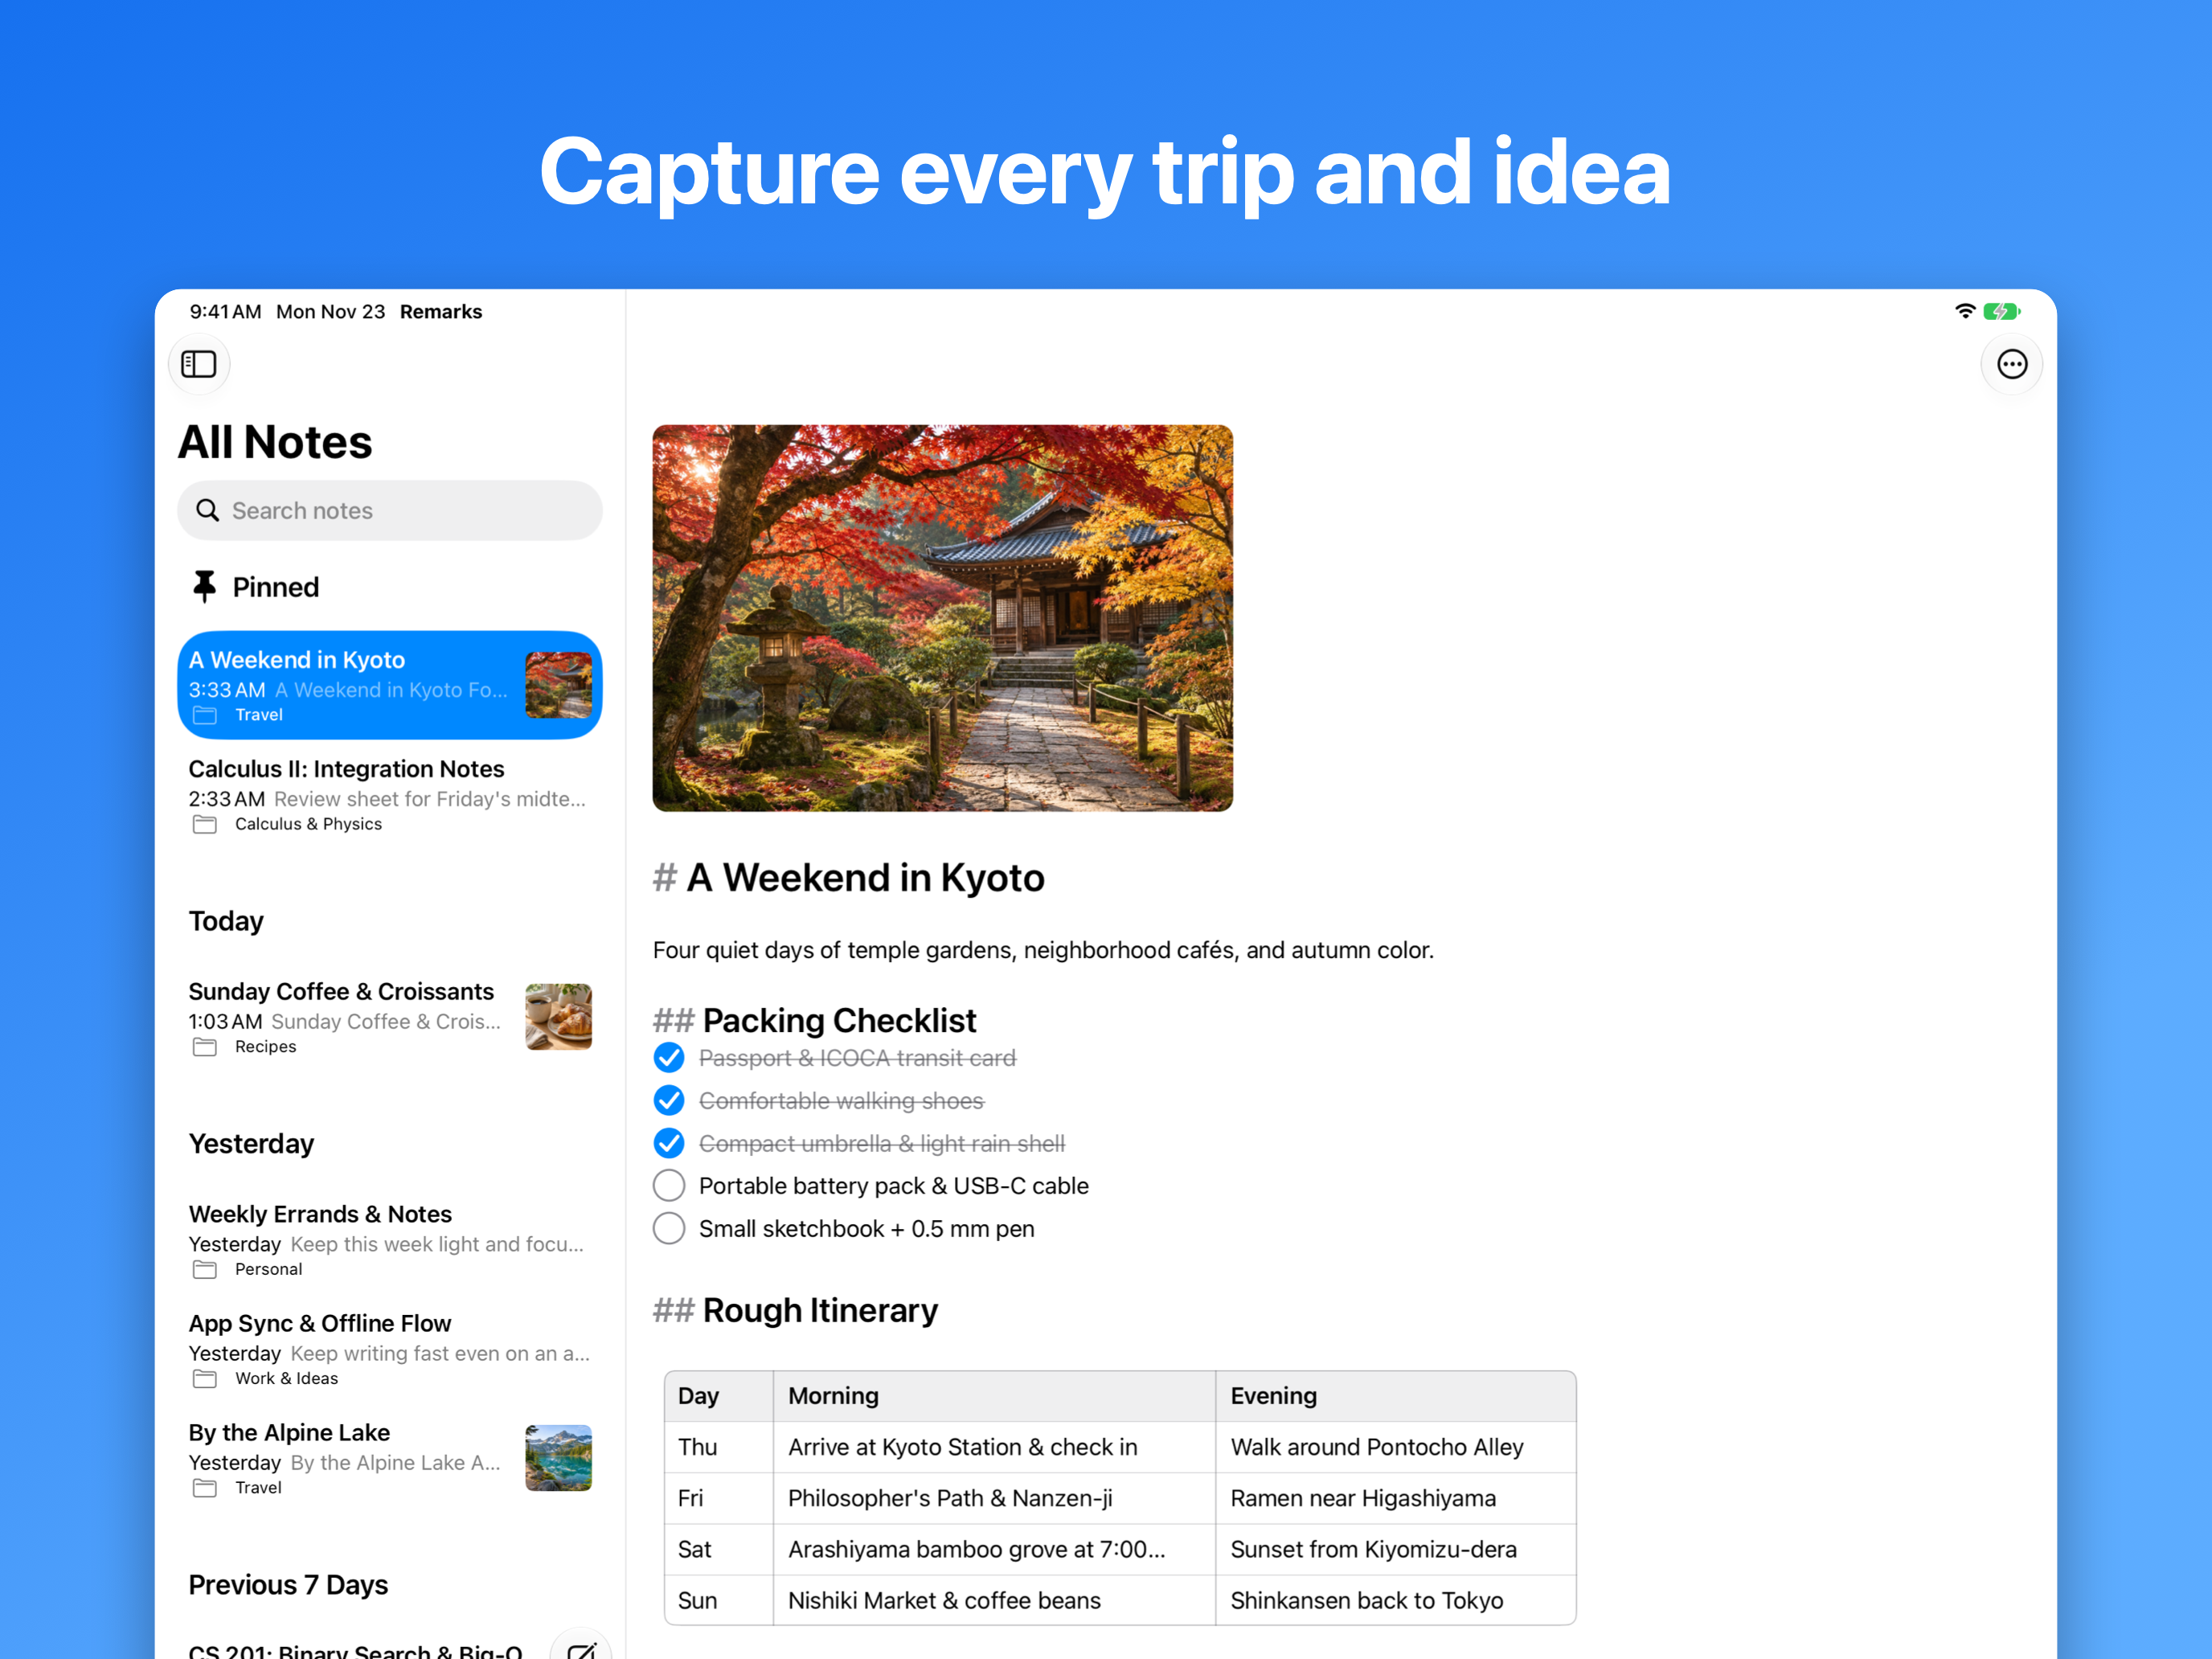 Capture every trip and idea
9:41 AM Mon Nov 23 Remarks
All Notes
Search notes
Pinned
A Weekend in Kyoto
3:33 AM A Weekend in Kyoto Fo...
Travel
Calculus II: Integration Notes
2:33 AM Review sheet for Friday's midte...
Calculus & Physics
Today
Sunday Coffee & Croissants
1:03 AM Sunday Coffee & Crois...
Recipes
Yesterday
Weekly Errands & Notes
Yesterday Keep this week light and focu...
Personal
App Sync & Offline Flow
Yesterday Keep writing fast even on an a...
Work & Ideas
By the Alpine Lake
Yesterday By the Alpine Lake A...
Travel
Previous 7 Days
CS 201: Binary Search & Big-O
# A Weekend in Kyoto
Four quiet days of temple gardens, neighborhood cafés, and autumn color.
## Packing Checklist
Passport & ICOCA transit card
Comfortable walking shoes
Compact umbrella & light rain shell
Portable battery pack & USB-C cable
Small sketchbook + 0.5 mm pen
## Rough Itinerary
Day Morning Evening
Thu Arrive at Kyoto Station & check in Walk around Pontocho Alley
Fri Philosopher's Path & Nanzen-ji Ramen near Higashiyama
Sat Arashiyama bamboo grove at 7:00... Sunset from Kiyomizu-dera
Sun Nishiki Market & coffee beans Shinkansen back to Tokyo